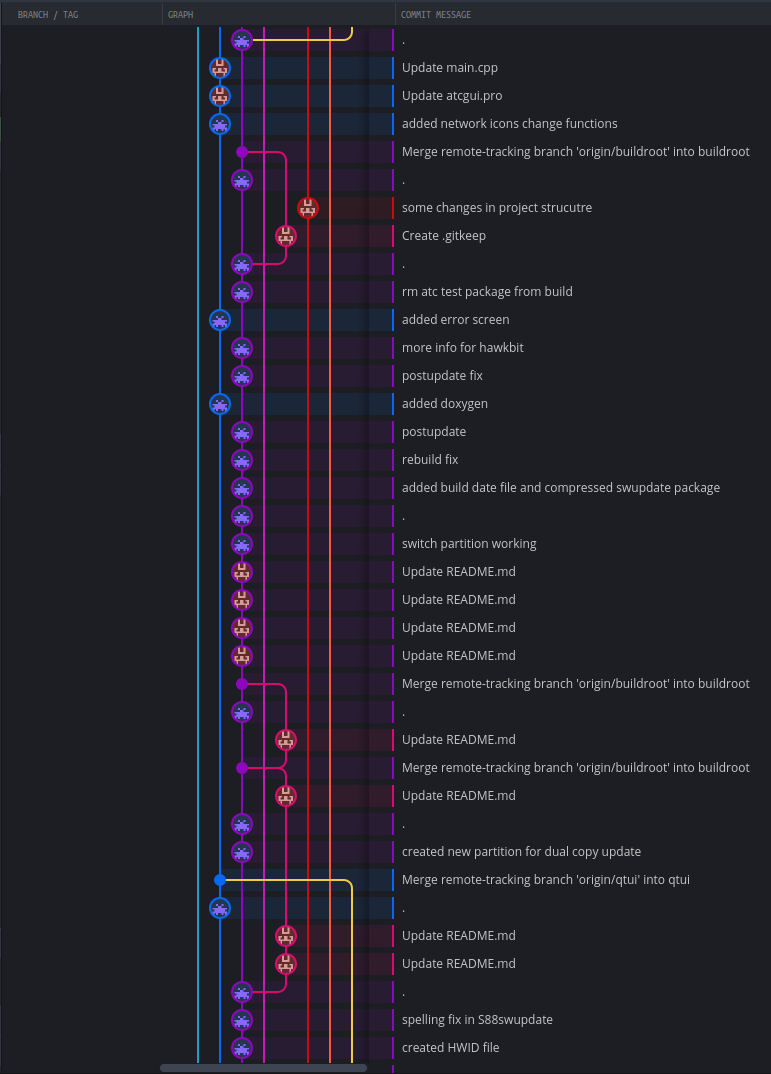 BRANCH / TAG GRAPH COMMIT MESSAGE
.
Update main.cpp
Update atcgui.pro
added network icons change functions
Merge remote-tracking branch 'origin/buildroot' into buildroot
.
some changes in project strucutre
Create .gitkeep
.
rm atc test package from build
added error screen
more info for hawkbit
postupdate fix
added doxygen
postupdate
rebuild fix
added build date file and compressed swupdate package
.
switch partition working
Update README.md
Update README.md
Update README.md
Update README.md
Merge remote-tracking branch 'origin/buildroot' into buildroot
.
Update README.md
Merge remote-tracking branch 'origin/buildroot' into buildroot
Update README.md
.
created new partition for dual copy update
Merge remote-tracking branch 'origin/qtui' into qtui
.
Update README.md
Update README.md
.
spelling fix in S88swupdate
created HWID file